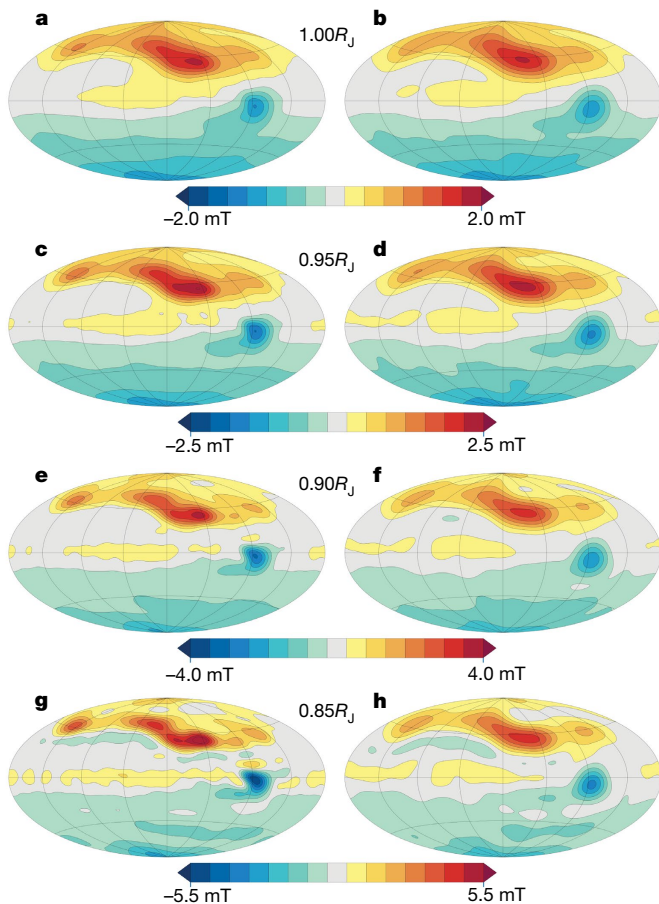 a 1.00R_J b
−2.0 mT 2.0 mT
c 0.95R_J d
−2.5 mT 2.5 mT
e 0.90R_J f
−4.0 mT 4.0 mT
g 0.85R_J h
−5.5 mT 5.5 mT